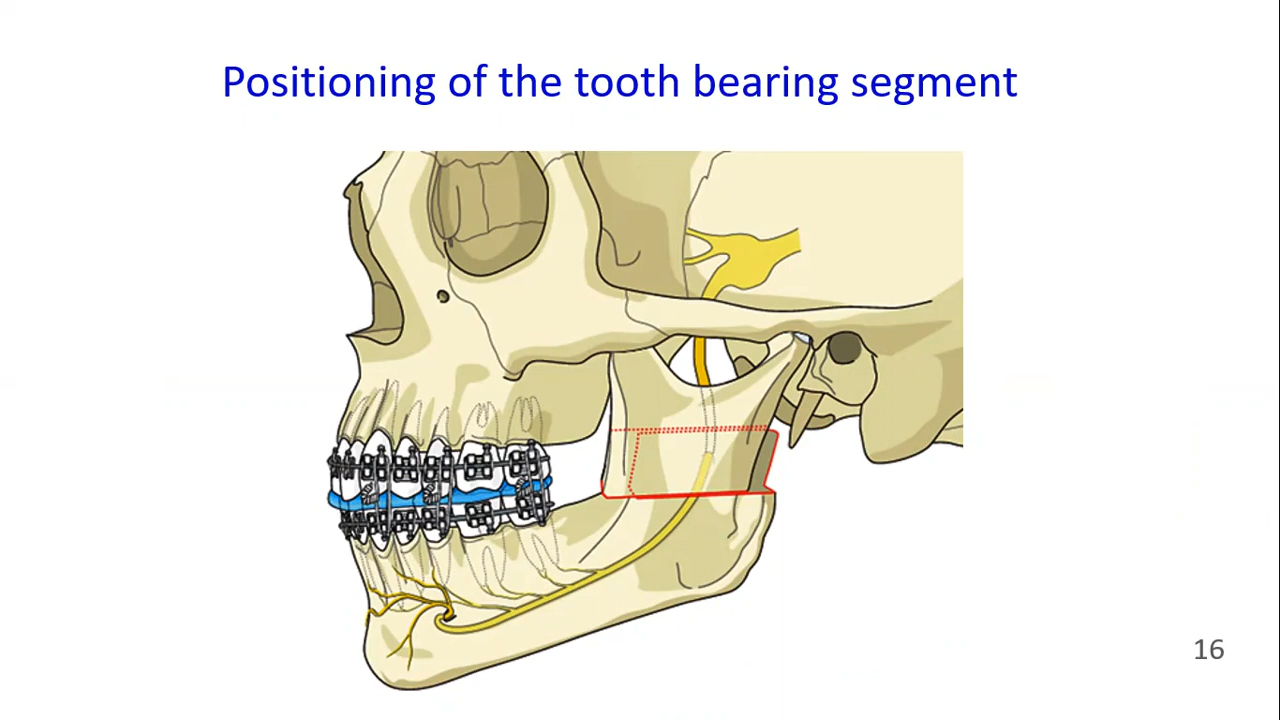 Positioning of the tooth bearing segment
16